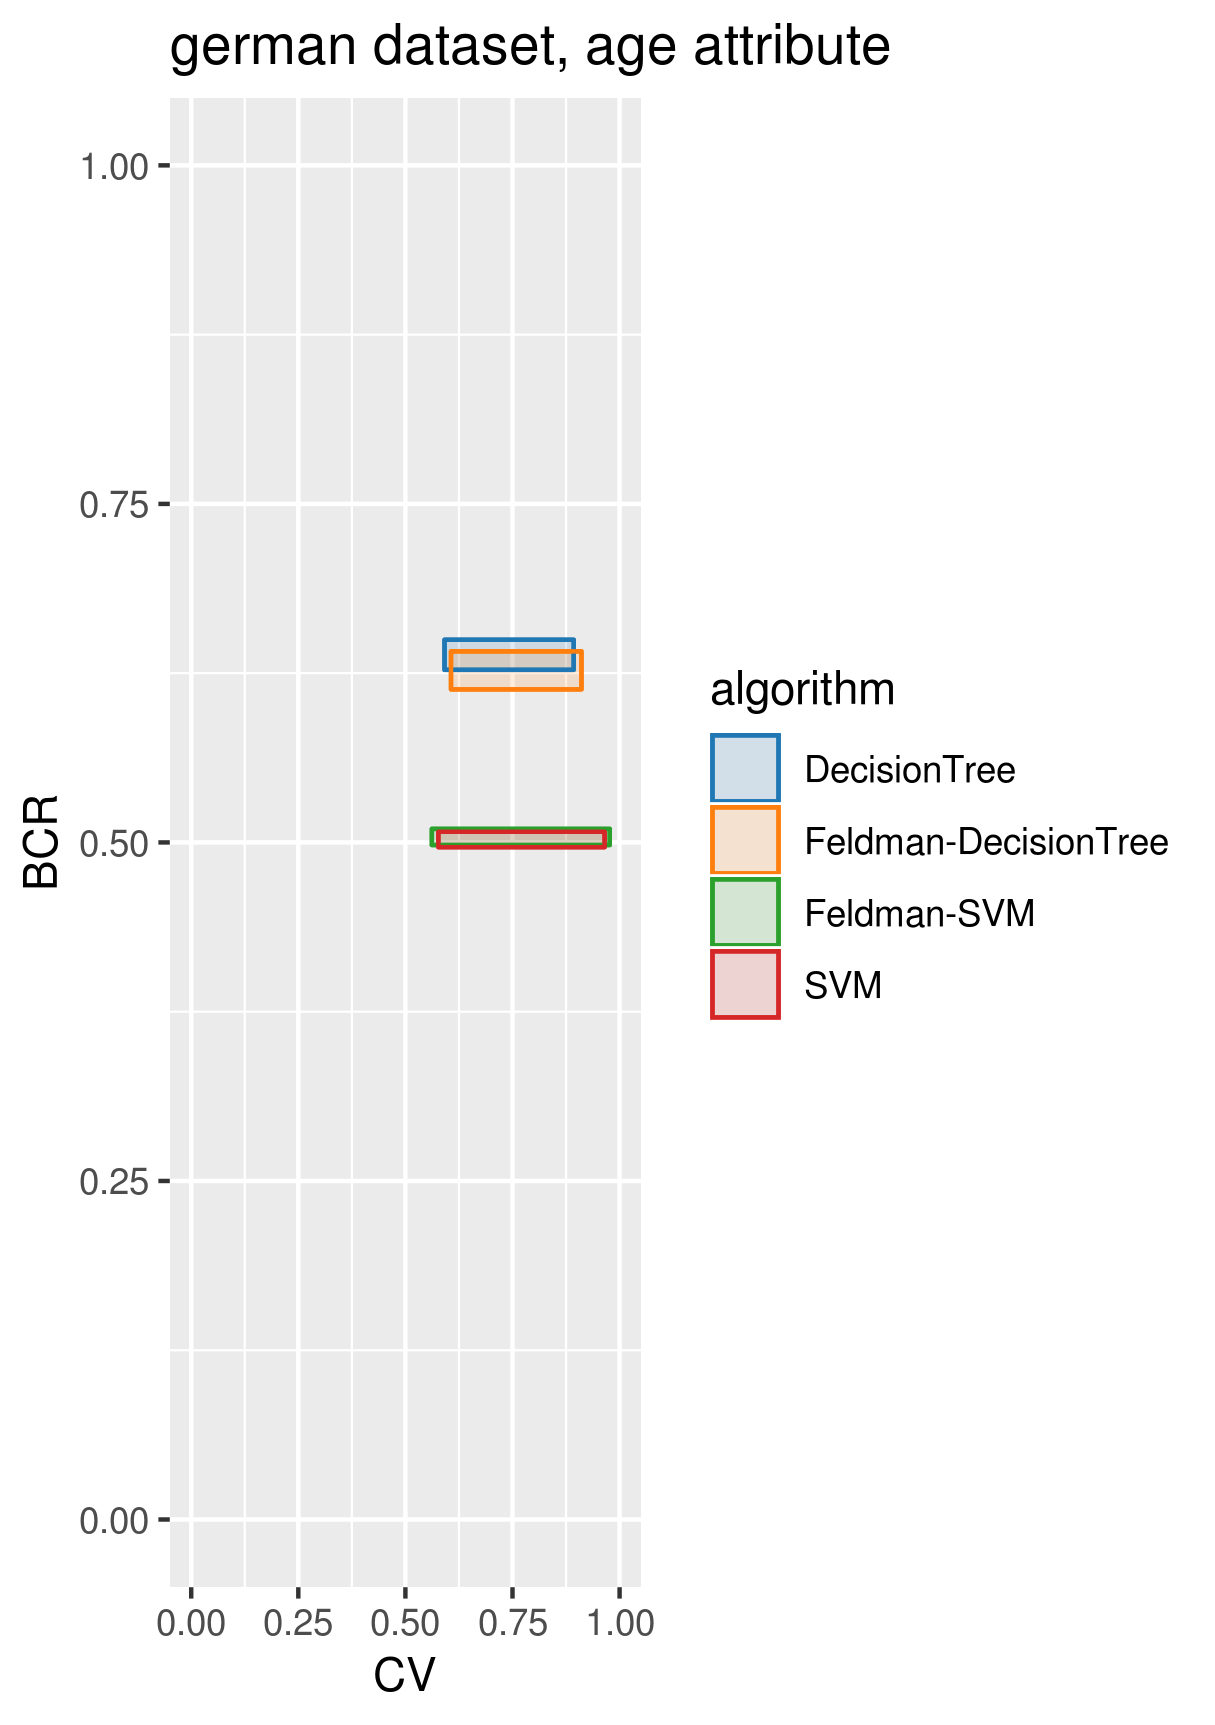 german dataset, age attribute
1.00
0.75
0.50
0.25
0.00
BCR
0.00 0.25 0.50 0.75 1.00
CV
algorithm
DecisionTree
Feldman-DecisionTree
Feldman-SVM
SVM